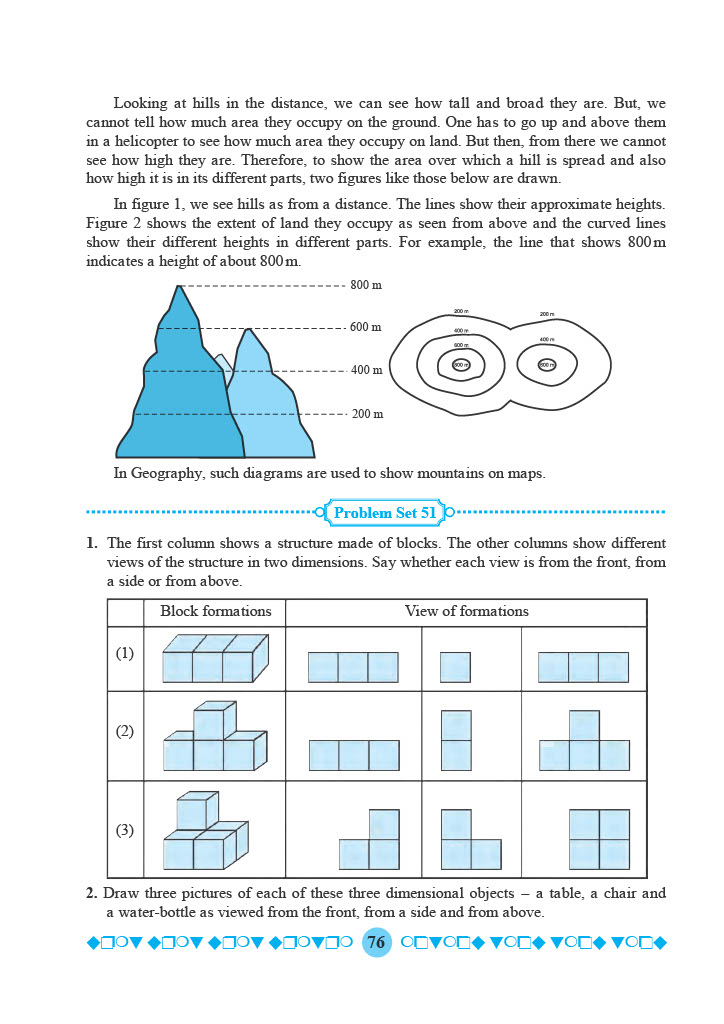 Looking at hills in the distance, we can see how tall and broad they are. But, we
cannot tell how much area they occupy on the ground. One has to go up and above them
in a helicopter to see how much area they occupy on land. But then, from there we cannot
see how high they are. Therefore, to show the area over which a hill is spread and also
how high it is in its different parts, two figures like those below are drawn.
In figure 1, we see hills as from a distance. The lines show their approximate heights.
Figure 2 shows the extent of land they occupy as seen from above and the curved lines
show their different heights in different parts. For example, the line that shows 800m
indicates a height of about 800m.
800 m
600 m
400 m
200 m
200 m
400 m
600 m
800 m
200 m
400 m
600 m
In Geography, such diagrams are used to show mountains on maps.
Problem Set 51
1. The first column shows a structure made of blocks. The other columns show different
views of the structure in two dimensions. Say whether each view is from the front, from
a side or from above.
Block formations View of formations
(1)
(2)
(3)
2. Draw three pictures of each of these three dimensional objects – a table, a chair and
a water-bottle as viewed from the front, from a side and from above.
76